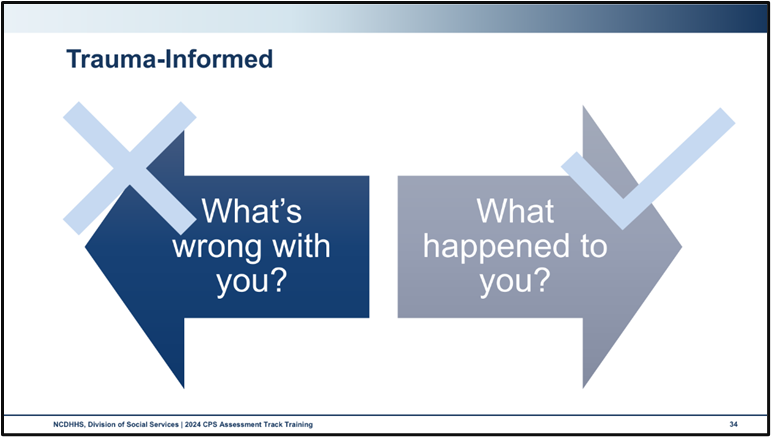 Trauma-Informed
What’s
wrong with
you?
What
happened to
you?
NCDHHS, Division of Social Services | 2024 CPS Assessment Track Training
34